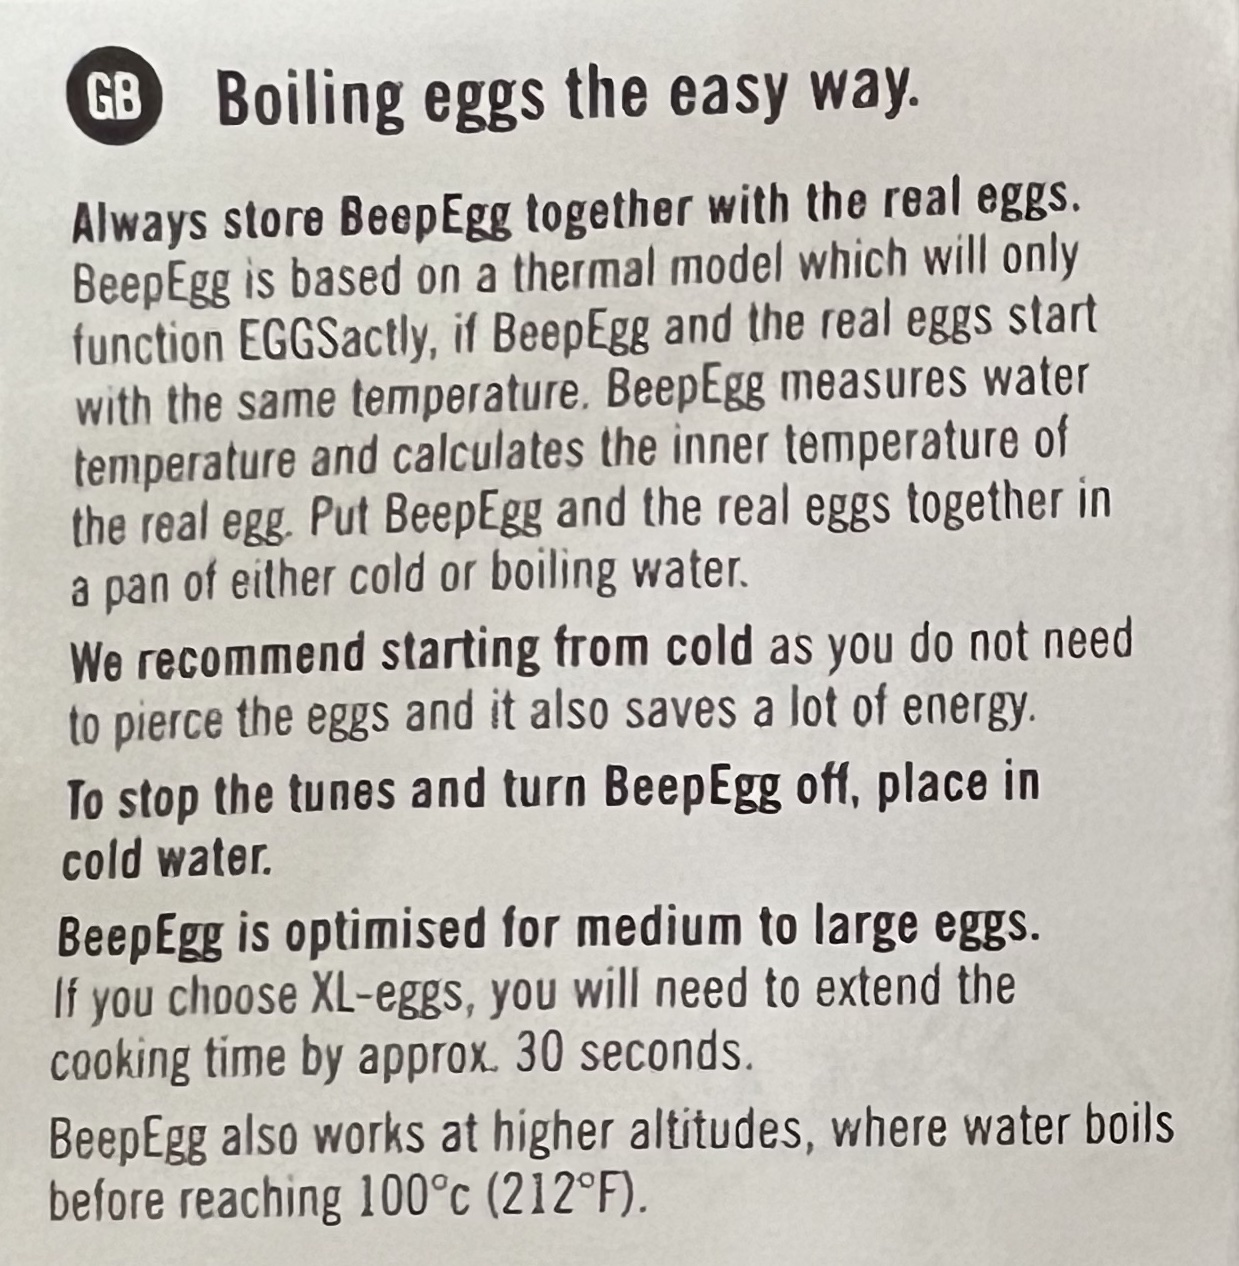 GB Boiling eggs the easy way.
Always store BeepEgg together with the real eggs.
BeepEgg is based on a thermal model which will only
function EGGSactly, if BeepEgg and the real eggs start
with the same temperature. BeepEgg measures water
temperature and calculates the inner temperature of
the real egg. Put BeepEgg and the real eggs together in
a pan of either cold or boiling water.
We recommend starting from cold as you do not need
to pierce the eggs and it also saves a lot of energy.
To stop the tunes and turn BeepEgg off, place in
cold water.
BeepEgg is optimised for medium to large eggs.
If you choose XL-eggs, you will need to extend the
cooking time by approx. 30 seconds.
BeepEgg also works at higher altitudes, where water boils
before reaching 100°c (212°F).